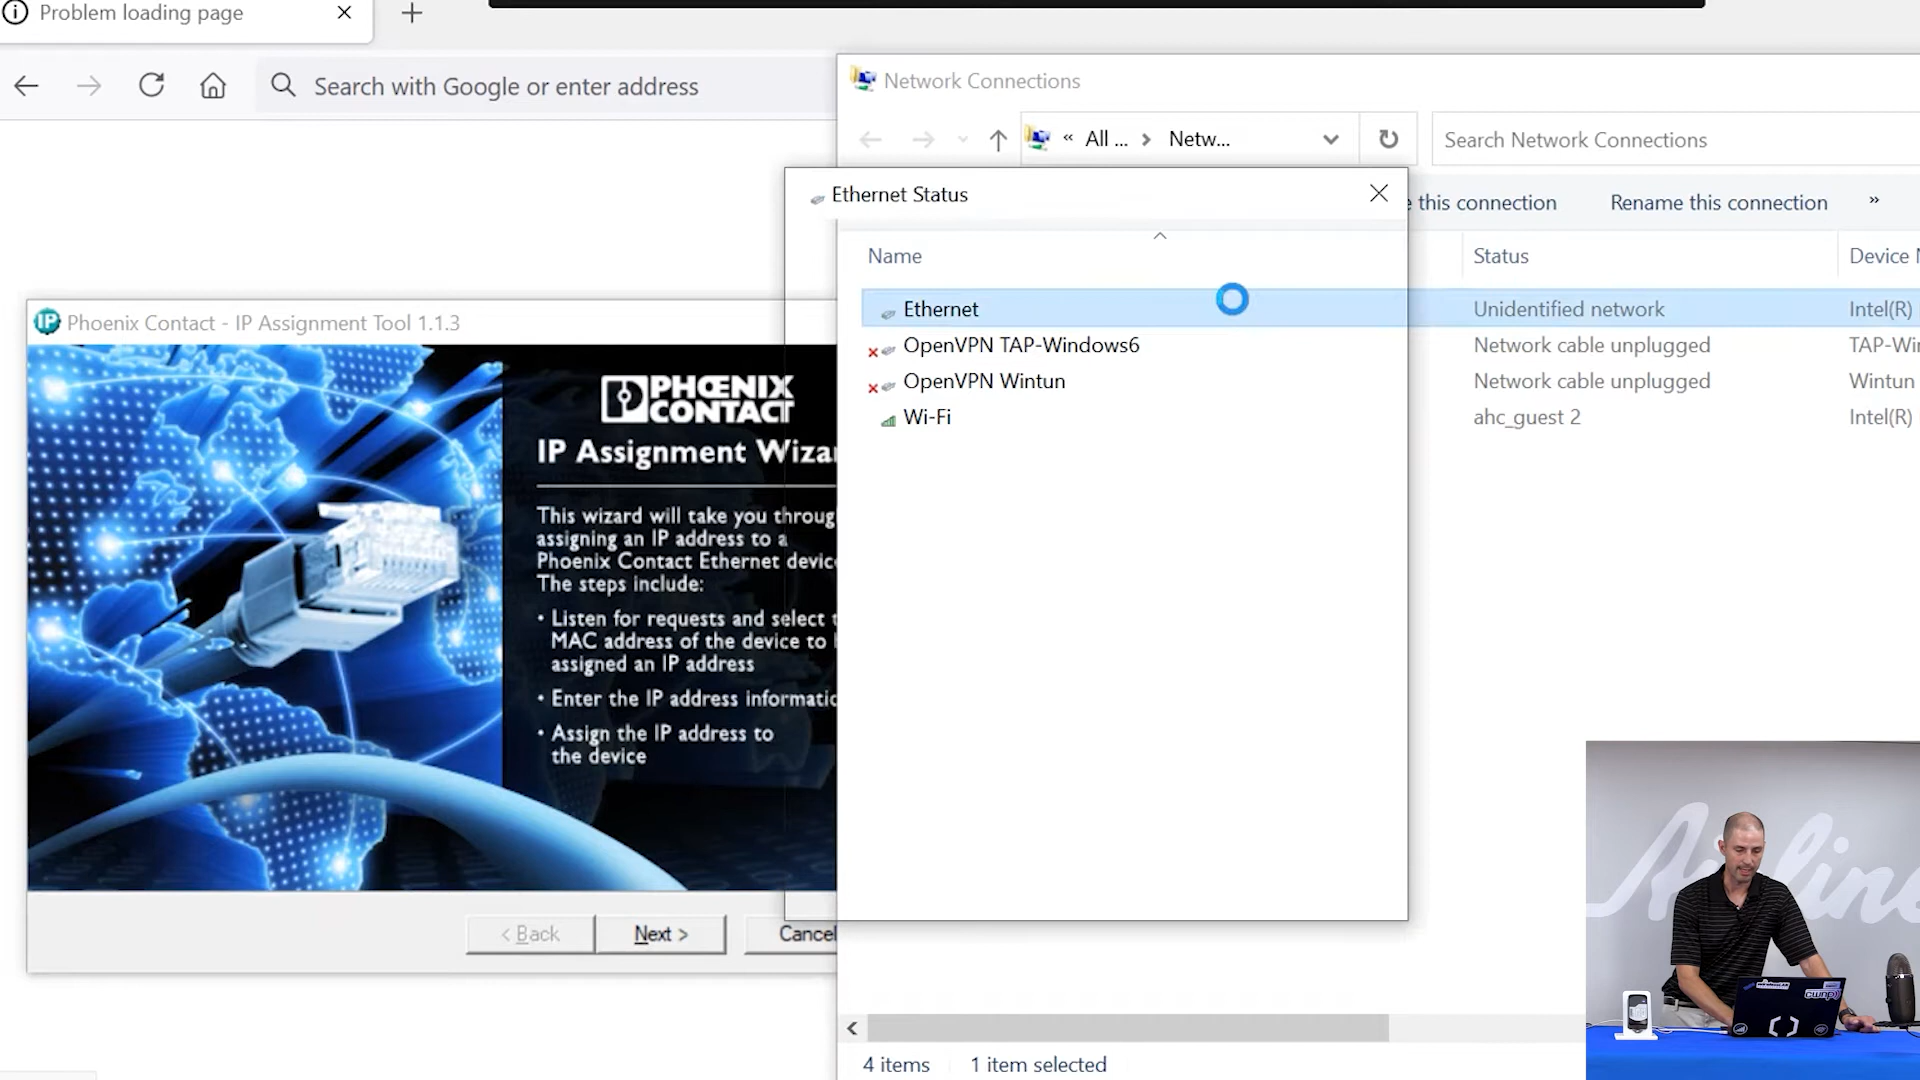 Problem loading page
Search with Google or enter address
Network Connections
« All ... > Netw...
Search Network Connections
Ethernet Status
this connection
Rename this connection
»
Name
Status
Device
Ethernet
Unidentified network
Intel(R)
OpenVPN TAP-Windows6
Network cable unplugged
TAP-Wi
OpenVPN Wintun
Network cable unplugged
Wintun
Wi-Fi
ahc_guest 2
Intel(R)
IP
Phoenix Contact - IP Assignment Tool 1.1.3
PHŒNIX
CONTACT
IP Assignment Wiza
This wizard will take you throug
assigning an IP address to a
Phoenix Contact Ethernet devic
The steps include:
• Listen for requests and select
MAC address of the device to
assigned an IP address
• Enter the IP address informatio
• Assign the IP address to
the device
< Back
Next >
Cancel
4 items
1 item selected